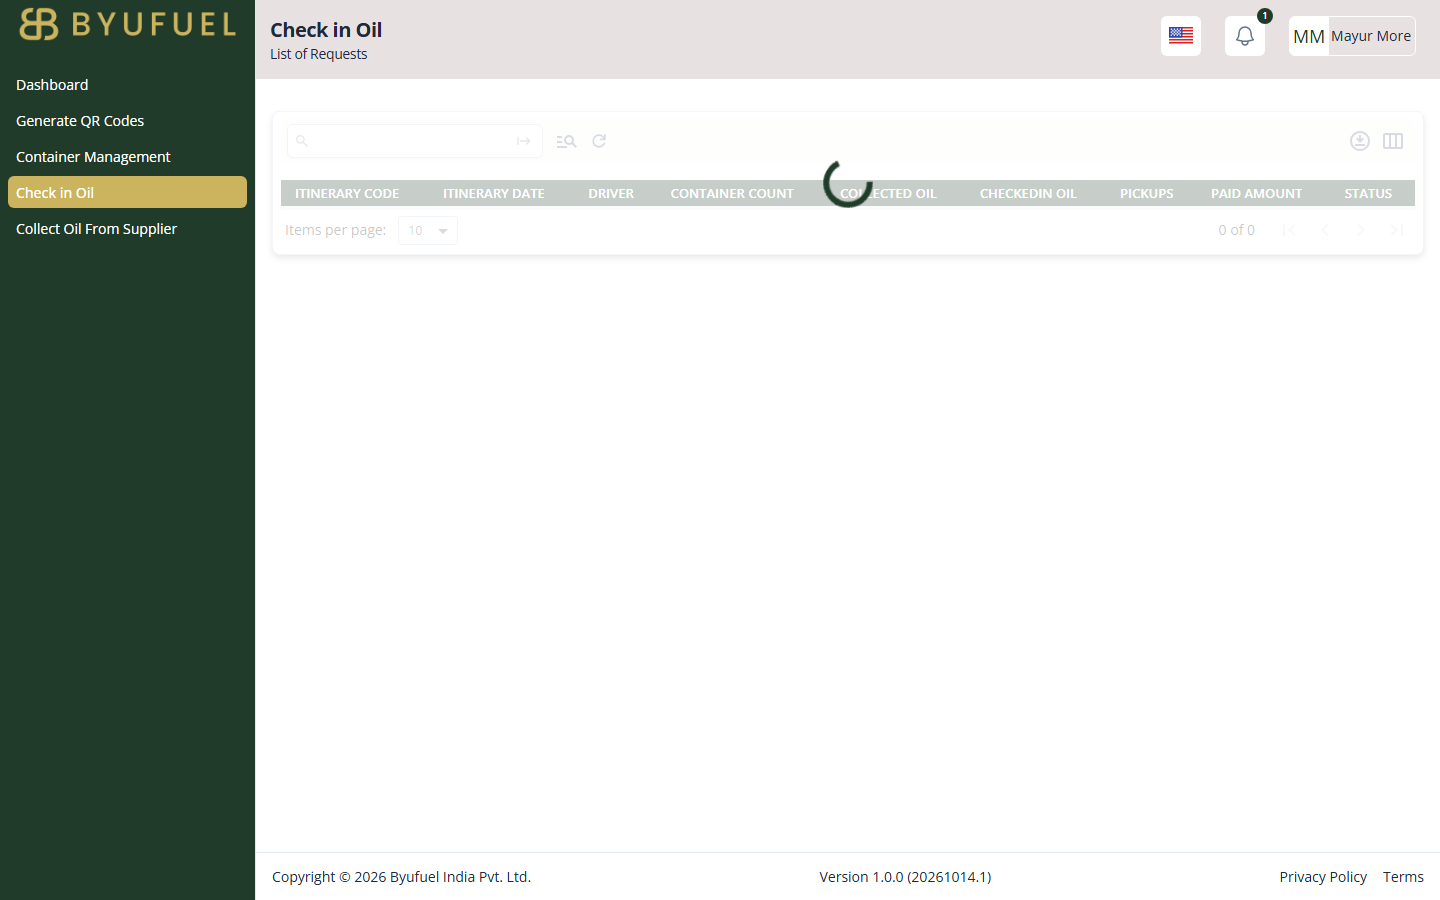 BYUFUEL
Dashboard
Generate QR Codes
Container Management
Check in Oil
Collect Oil From Supplier
Check in Oil
List of Requests
1
MM Mayur More
ITINERARY CODE ITINERARY DATE DRIVER CONTAINER COUNT COLLECTED OIL CHECKEDIN OIL PICKUPS PAID AMOUNT STATUS
Items per page: 10 0 of 0
Copyright © 2026 Byufuel India Pvt. Ltd. Version 1.0.0 (20261014.1) Privacy Policy Terms